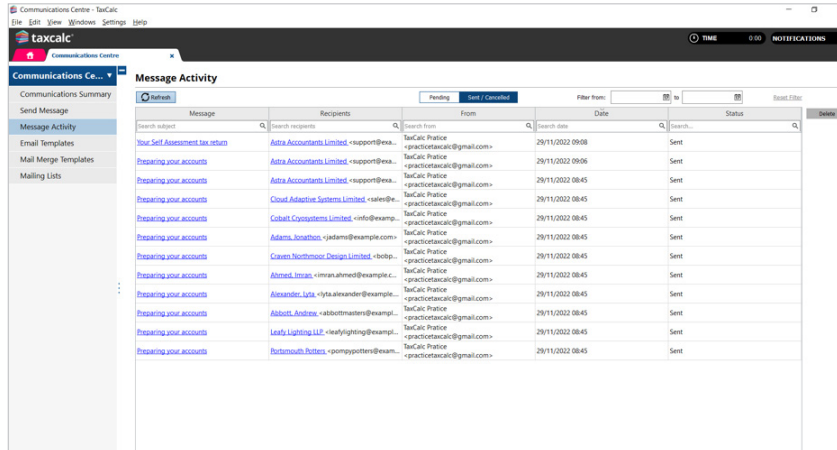 Communications Centre - TaxCalc
File Edit View Windows Settings Help
taxcalc
TIME 0:00 NOTIFICATIONS
Communications Centre x
Communications Ce... ▼
Communications Summary
Send Message
Message Activity
Email Templates
Mail Merge Templates
Mailing Lists
Message Activity
Refresh
Pending Sent / Cancelled
Filter from: to Reset Filter
Message Recipients From Date Status Delete
Search subject Search recipients Search from Search date Search...
Your Self Assessment tax return Astra Accountants Limited <support@exa... TaxCalc Pratice <practicetaxcalc@gmail.com> 29/11/2022 09:08 Sent
Preparing your accounts Astra Accountants Limited <support@exa... TaxCalc Pratice <practicetaxcalc@gmail.com> 29/11/2022 09:06 Sent
Preparing your accounts Astra Accountants Limited <support@exa... TaxCalc Pratice <practicetaxcalc@gmail.com> 29/11/2022 08:45 Sent
Preparing your accounts Cloud Adaptive Systems Limited <sales@e... TaxCalc Pratice <practicetaxcalc@gmail.com> 29/11/2022 08:45 Sent
Preparing your accounts Cobalt Cryosystems Limited <info@examp... TaxCalc Pratice <practicetaxcalc@gmail.com> 29/11/2022 08:45 Sent
Preparing your accounts Adams, Jonathon <jadams@example.com> TaxCalc Pratice <practicetaxcalc@gmail.com> 29/11/2022 08:45 Sent
Preparing your accounts Craven Northmoor Design Limited <bobp... TaxCalc Pratice <practicetaxcalc@gmail.com> 29/11/2022 08:45 Sent
Preparing your accounts Ahmed, Imran <imran.ahmed@example.c... TaxCalc Pratice <practicetaxcalc@gmail.com> 29/11/2022 08:45 Sent
Preparing your accounts Alexander, Lyta <lyta.alexander@example... TaxCalc Pratice <practicetaxcalc@gmail.com> 29/11/2022 08:45 Sent
Preparing your accounts Abbott, Andrew <abbottmasters@exampl... TaxCalc Pratice <practicetaxcalc@gmail.com> 29/11/2022 08:45 Sent
Preparing your accounts Leafy Lighting LLP <leafylighting@exampl... TaxCalc Pratice <practicetaxcalc@gmail.com> 29/11/2022 08:45 Sent
Preparing your accounts Portsmouth Potters <pompypotters@exam... TaxCalc Pratice <practicetaxcalc@gmail.com> 29/11/2022 08:45 Sent